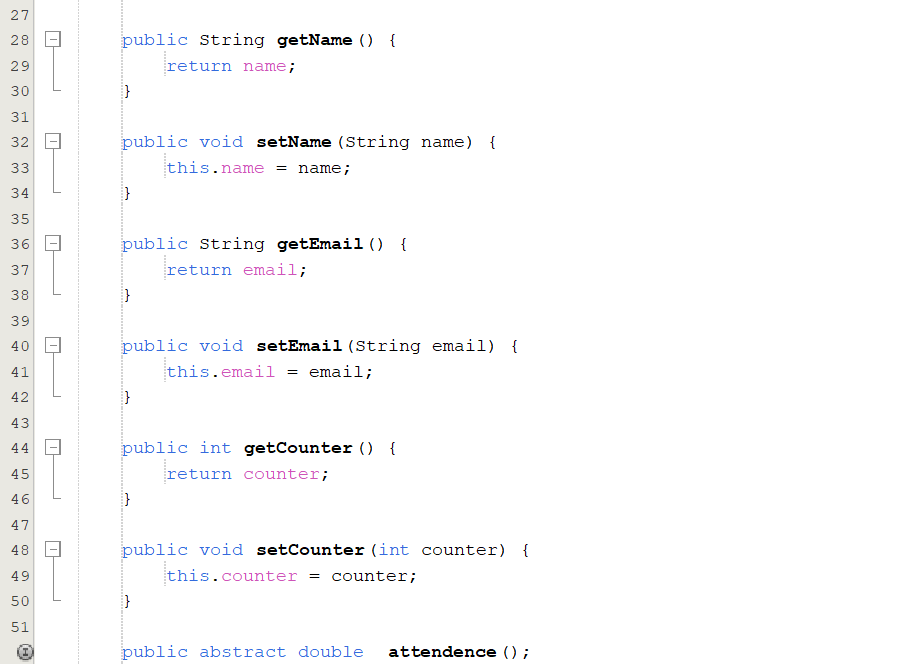 27
28 public String getName() {
29 return name;
30 }
31
32 public void setName(String name) {
33 this.name = name;
34 }
35
36 public String getEmail() {
37 return email;
38 }
39
40 public void setEmail(String email) {
41 this.email = email;
42 }
43
44 public int getCounter() {
45 return counter;
46 }
47
48 public void setCounter(int counter) {
49 this.counter = counter;
50 }
51
public abstract double attendence();